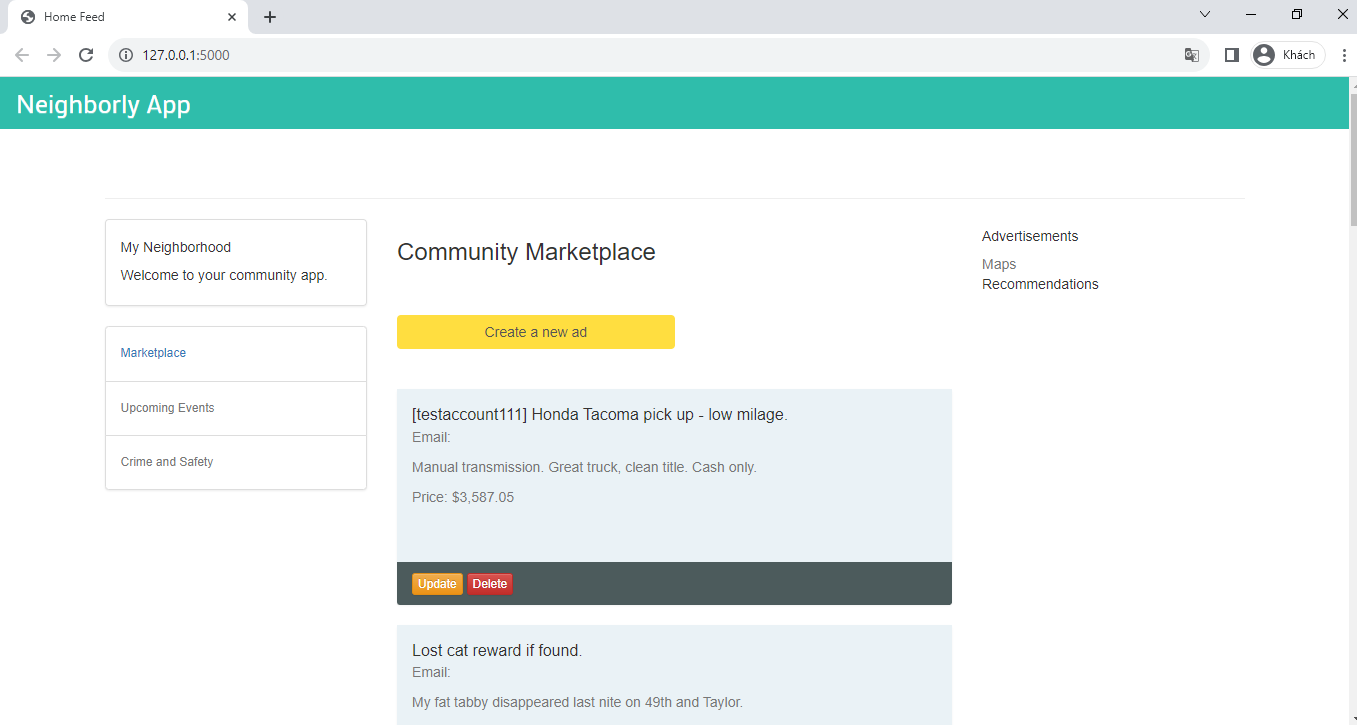 Home Feed
127.0.0.1:5000
Khách
Neighborly App
My Neighborhood
Welcome to your community app.
Marketplace
Upcoming Events
Crime and Safety
Community Marketplace
Create a new ad
[testaccount111] Honda Tacoma pick up - low milage.
Email:
Manual transmission. Great truck, clean title. Cash only.
Price: $3,587.05
Update Delete
Lost cat reward if found.
Email:
My fat tabby disappeared last nite on 49th and Taylor.
Advertisements
Maps
Recommendations